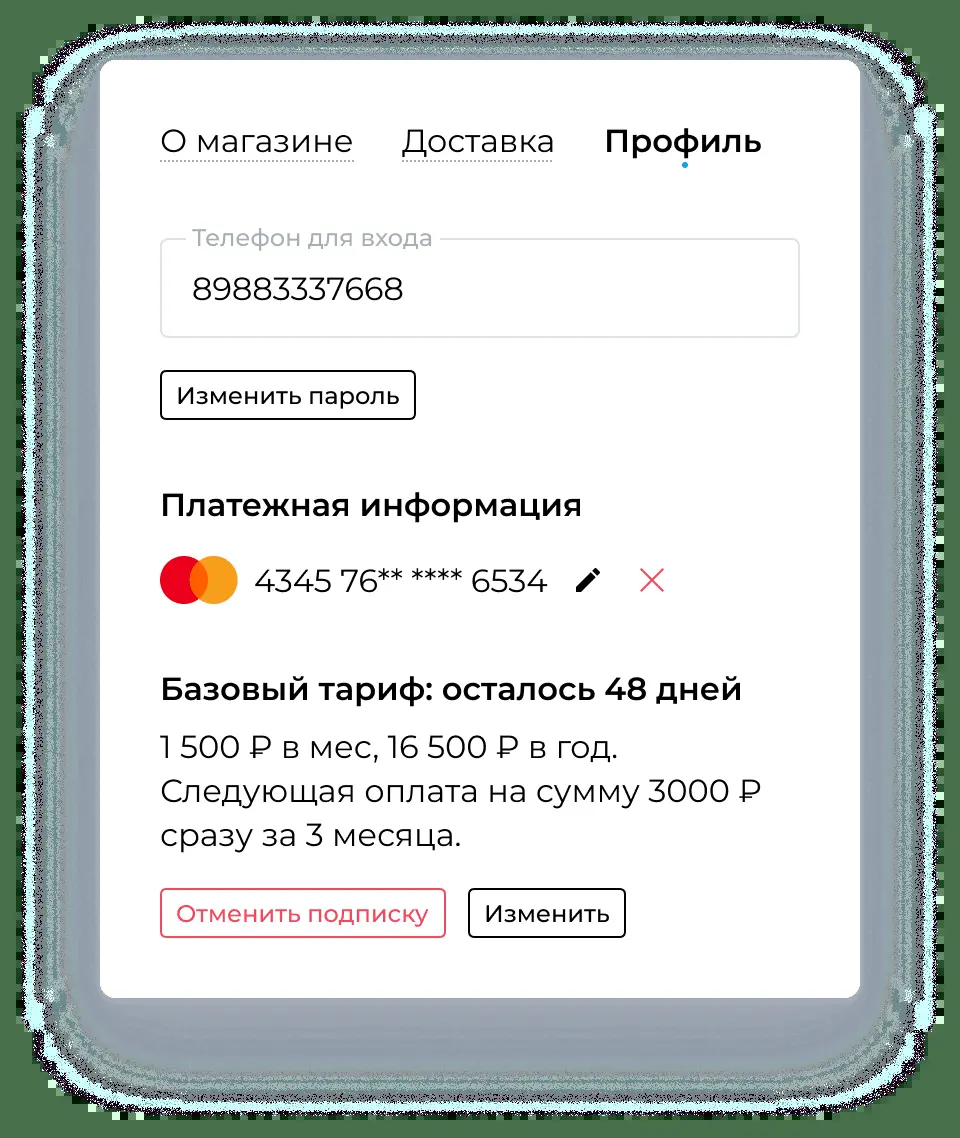 О магазине Доставка Профиль
Телефон для входа
89883337668
Изменить пароль
Платежная информация
4345 76** **** 6534
Базовый тариф: осталось 48 дней
1 500 ₽ в мес, 16 500 ₽ в год.
Следующая оплата на сумму 3000 ₽
сразу за 3 месяца.
Отменить подписку Изменить